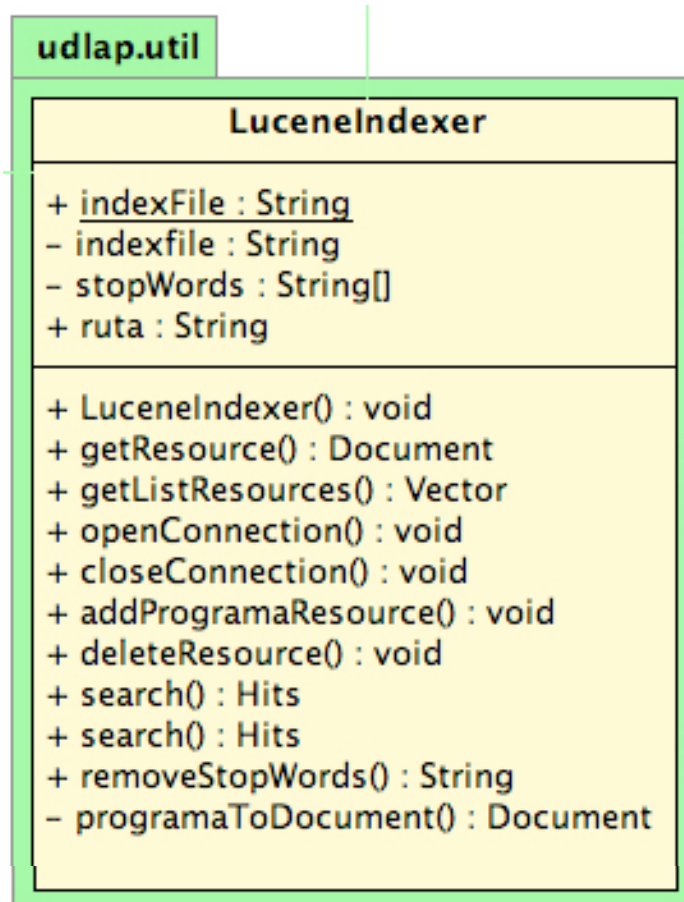 udlap.util
LuceneIndexer
+ indexFile : String
– indexfile : String
– stopWords : String[]
+ ruta : String
+ LuceneIndexer() : void
+ getResource() : Document
+ getListResources() : Vector
+ openConnection() : void
+ closeConnection() : void
+ addProgramaResource() : void
+ deleteResource() : void
+ search() : Hits
+ search() : Hits
+ removeStopWords() : String
– programaToDocument() : Document